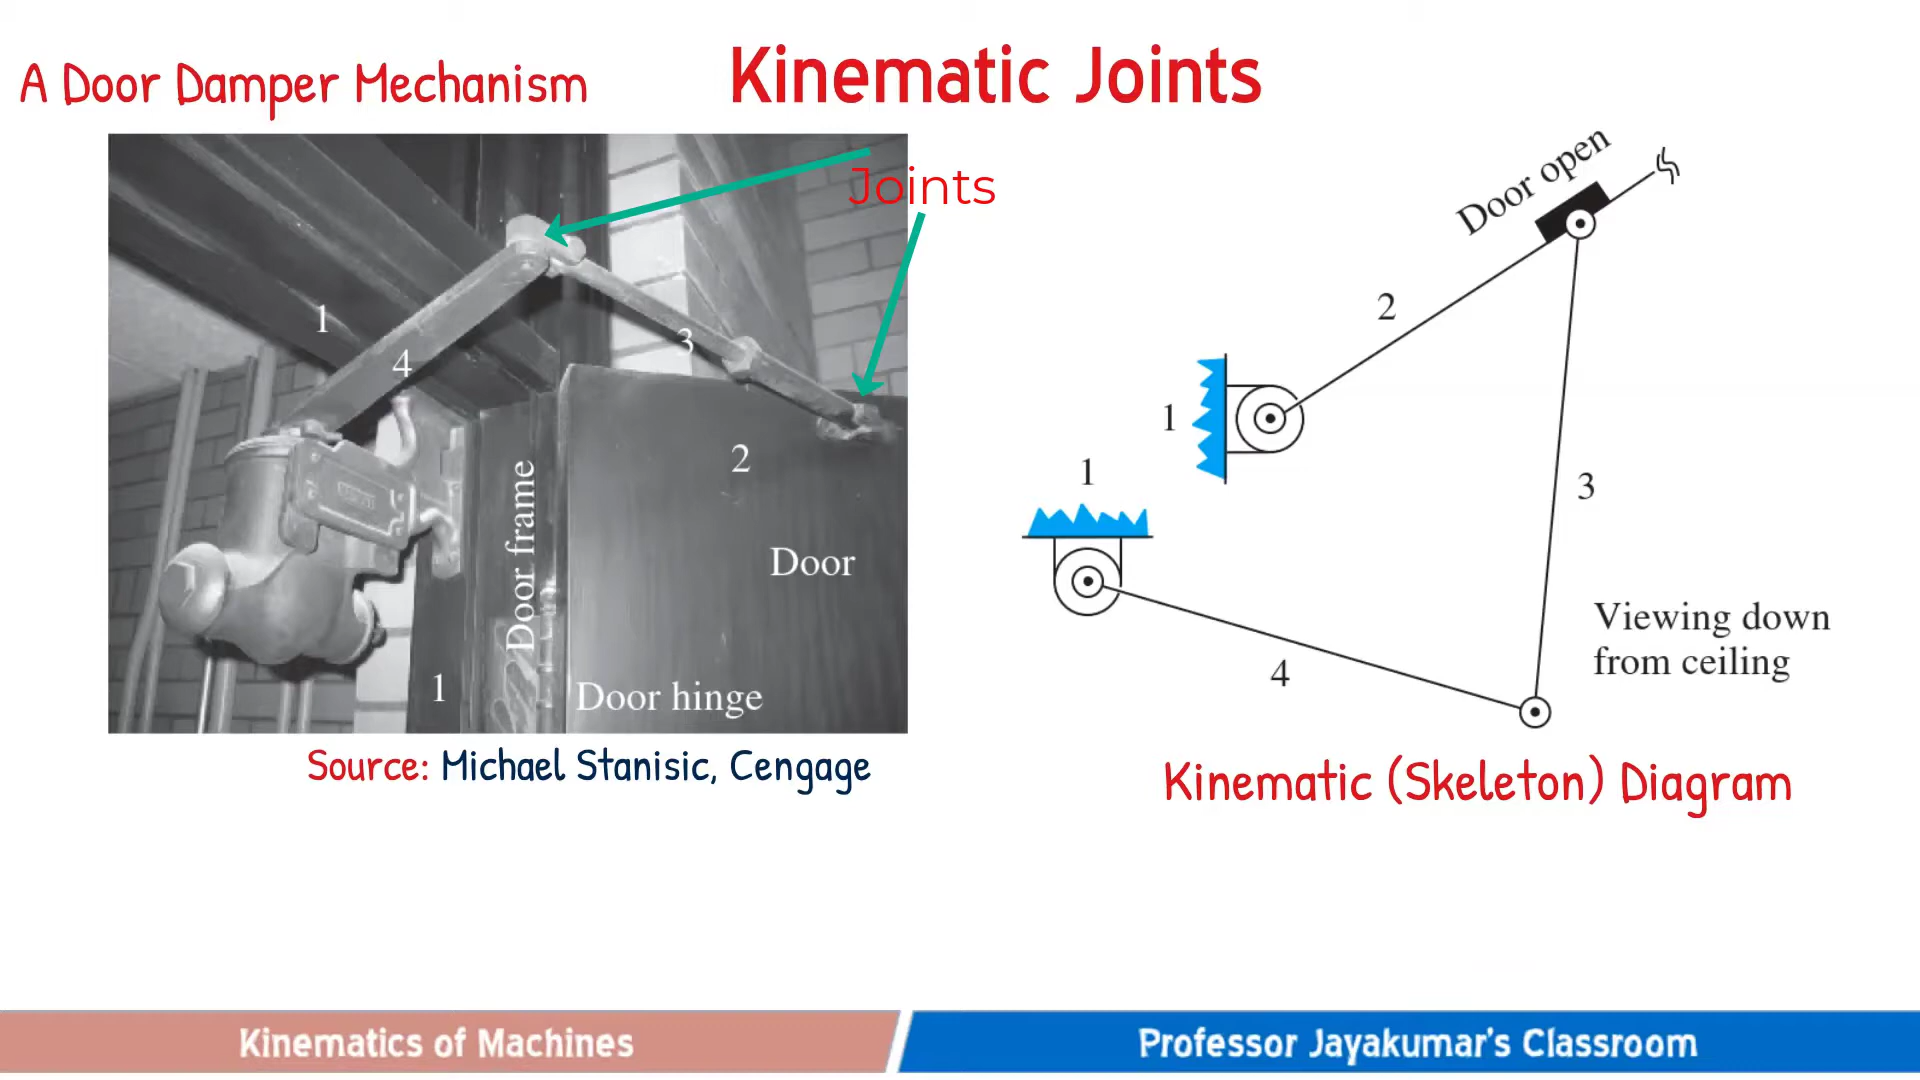 A Door Damper Mechanism
Kinematic Joints
Joints
1
4
3
2
Door frame
Door
1
Door hinge
Source: Michael Stanisic, Cengage
Door open
2
1
1
3
4
Viewing down
from ceiling
Kinematic (Skeleton) Diagram
Kinematics of Machines
Professor Jayakumar's Classroom